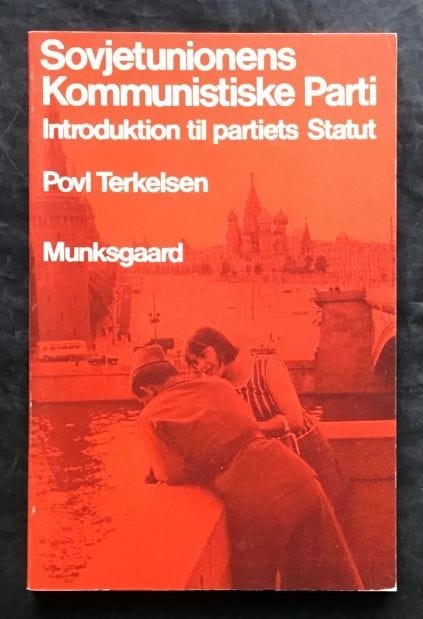 Sovjetunionens
Kommunistiske Parti
Introduktion til partiets Statut
Povl Terkelsen
Munksgaard